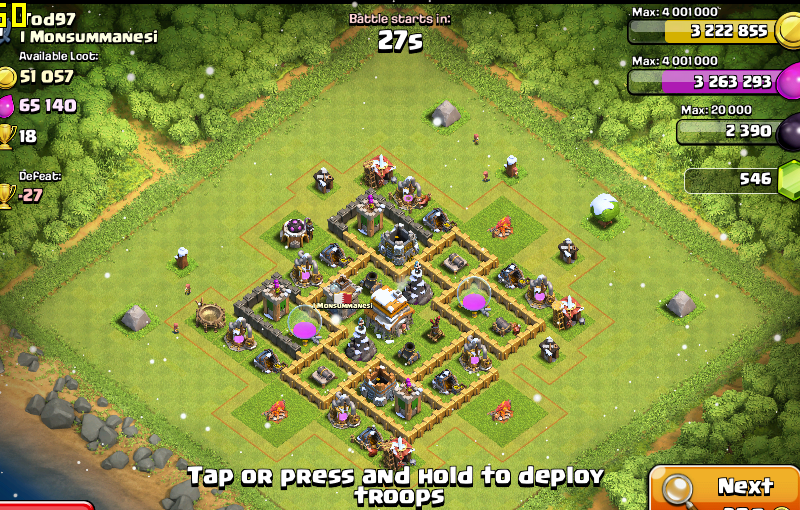 60
Tod97
I Monsummanesi
Available Loot:
51 057
65 140
18
Defeat:
-27
Battle starts in:
27s
Max: 4 001 000
3 222 855
Max: 4 001 000
3 263 293
Max: 20 000
2 390
546
I Monsummanesi
Tap or press and hold to deploy
troops
Next